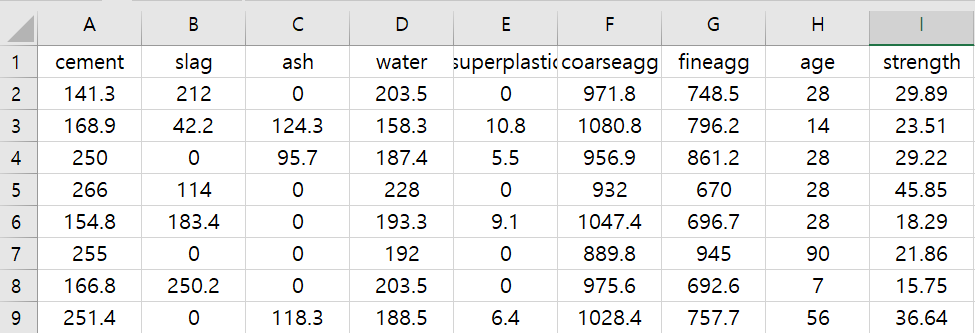 A B C D E F G H I
1 cement slag ash water superplastic coarseagg fineagg age strength
2 141.3 212 0 203.5 0 971.8 748.5 28 29.89
3 168.9 42.2 124.3 158.3 10.8 1080.8 796.2 14 23.51
4 250 0 95.7 187.4 5.5 956.9 861.2 28 29.22
5 266 114 0 228 0 932 670 28 45.85
6 154.8 183.4 0 193.3 9.1 1047.4 696.7 28 18.29
7 255 0 0 192 0 889.8 945 90 21.86
8 166.8 250.2 0 203.5 0 975.6 692.6 7 15.75
9 251.4 0 118.3 188.5 6.4 1028.4 757.7 56 36.64